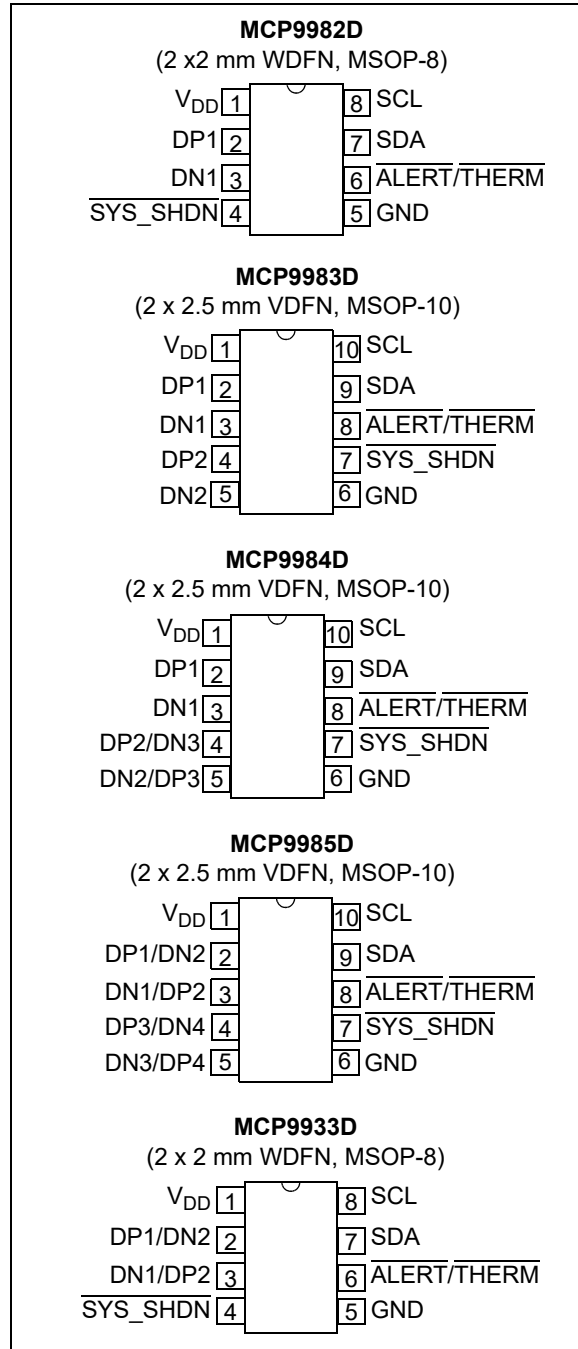 MCP9982D
(2 x2 mm WDFN, MSOP-8)
VDD 1 8 SCL
DP1 2 7 SDA
DN1 3 6 ALERT/THERM
SYS_SHDN 4 5 GND
MCP9983D
(2 x 2.5 mm VDFN, MSOP-10)
VDD 1 10 SCL
DP1 2 9 SDA
DN1 3 8 ALERT/THERM
DP2 4 7 SYS_SHDN
DN2 5 6 GND
MCP9984D
(2 x 2.5 mm VDFN, MSOP-10)
VDD 1 10 SCL
DP1 2 9 SDA
DN1 3 8 ALERT/THERM
DP2/DN3 4 7 SYS_SHDN
DN2/DP3 5 6 GND
MCP9985D
(2 x 2.5 mm VDFN, MSOP-10)
VDD 1 10 SCL
DP1/DN2 2 9 SDA
DN1/DP2 3 8 ALERT/THERM
DP3/DN4 4 7 SYS_SHDN
DN3/DP4 5 6 GND
MCP9933D
(2 x 2 mm WDFN, MSOP-8)
VDD 1 8 SCL
DP1/DN2 2 7 SDA
DN1/DP2 3 6 ALERT/THERM
SYS_SHDN 4 5 GND